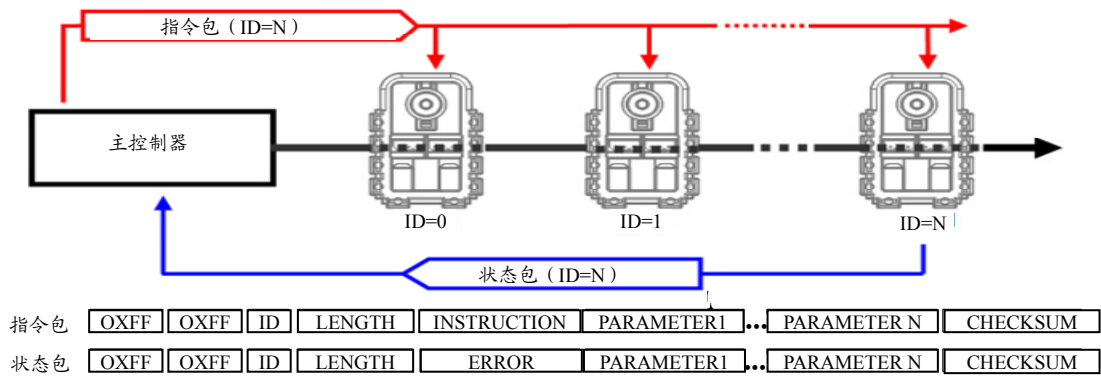 指令包（ID=N）
主控制器
ID=0
ID=1
ID=N
状态包（ID=N）
指令包 OXFF OXFF ID LENGTH INSTRUCTION PARAMETER1 ... PARAMETER N CHECKSUM
状态包 OXFF OXFF ID LENGTH ERROR PARAMETER1 ... PARAMETER N CHECKSUM